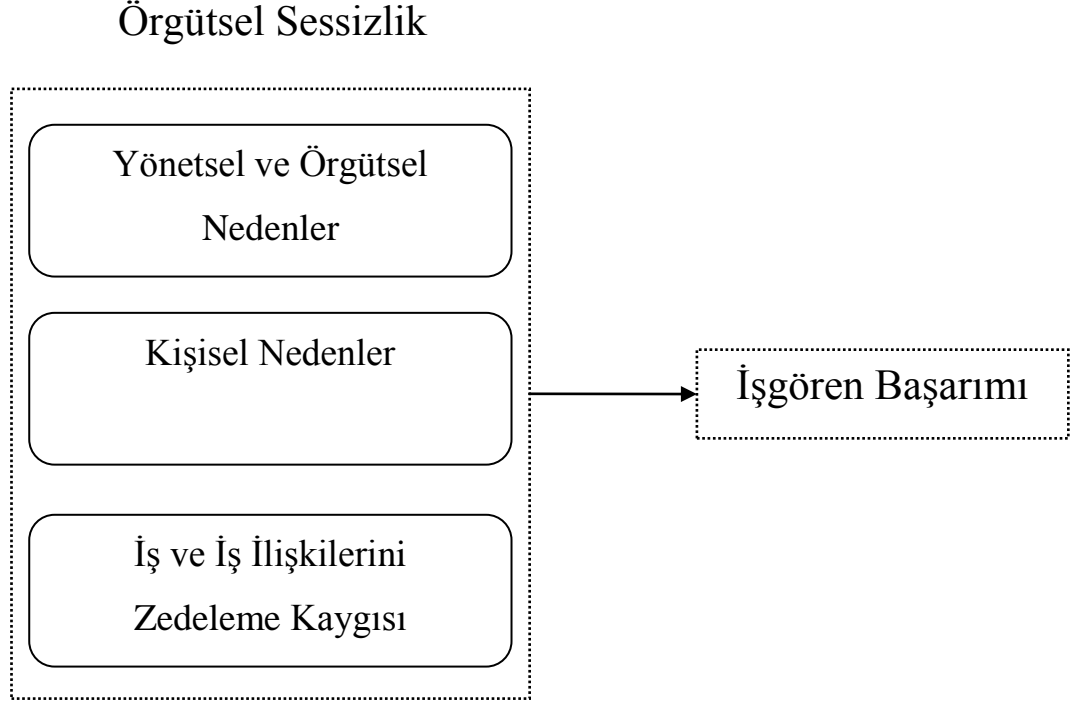 Örgütsel Sessizlik
Yönetsel ve Örgütsel
Nedenler
Kişisel Nedenler
İşgören Başarımı
İş ve İş İlişkilerini
Zedeleme Kaygısı